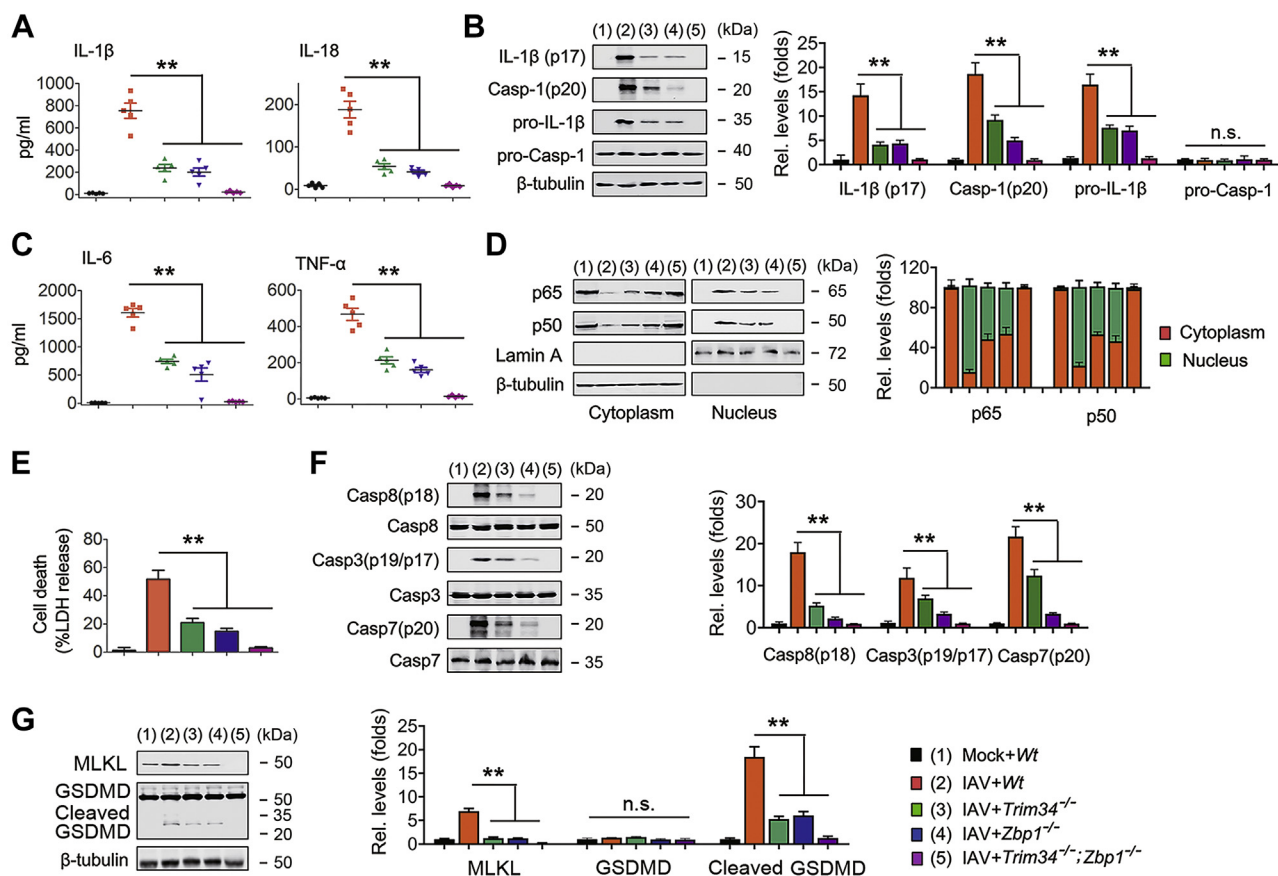 A
IL-1β
**
pg/ml
1000
800
600
400
200
0
IL-18
**
200
100
0
B
(1) (2) (3) (4) (5) (kDa)
IL-1β (p17) – 15
Casp-1(p20) – 20
pro-IL-1β – 35
pro-Casp-1 – 40
β-tubulin – 50
Rel. levels (folds)
25
20
15
10
5
0
** ** ** n.s.
IL-1β (p17) Casp-1(p20) pro-IL-1β pro-Casp-1
C
IL-6
**
pg/ml
2000
1500
1000
500
0
TNF-α
**
600
400
200
0
D
(1) (2) (3) (4) (5) (1) (2) (3) (4) (5) (kDa)
p65 – 65
p50 – 50
Lamin A – 72
β-tubulin – 50
Cytoplasm Nucleus
Rel. levels (folds)
120
80
40
0
p65 p50
Cytoplasm
Nucleus
E
Cell death
(%LDH release)
80
60
40
20
0
**
F
(1) (2) (3) (4) (5) (kDa)
Casp8(p18) – 20
Casp8 – 50
Casp3(p19/p17) – 20
Casp3 – 35
Casp7(p20) – 20
Casp7 – 35
Rel. levels (folds)
30
20
10
0
** ** **
Casp8(p18) Casp3(p19/p17) Casp7(p20)
G
(1) (2) (3) (4) (5) (kDa)
MLKL – 50
GSDMD – 50
Cleaved – 35
GSDMD – 20
β-tubulin – 50
Rel. levels (folds)
25
20
15
10
5
0
** n.s. **
MLKL GSDMD Cleaved GSDMD
(1) Mock+Wt
(2) IAV+Wt
(3) IAV+Trim34⁻/⁻
(4) IAV+Zbp1⁻/⁻
(5) IAV+Trim34⁻/⁻;Zbp1⁻/⁻